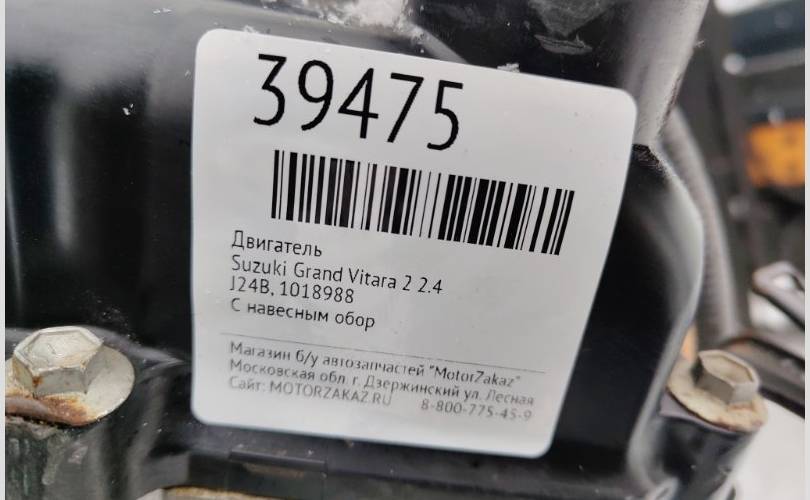 39475
Двигатель
Suzuki Grand Vitara 2 2.4
J24B, 1018988
С навесным обор
Магазин б/у автозапчастей "MotorZakaz"
Московская обл. г. Дзержинский ул. Лесная
Сайт: MOTORZAKAZ.RU 8-800-775-45-9